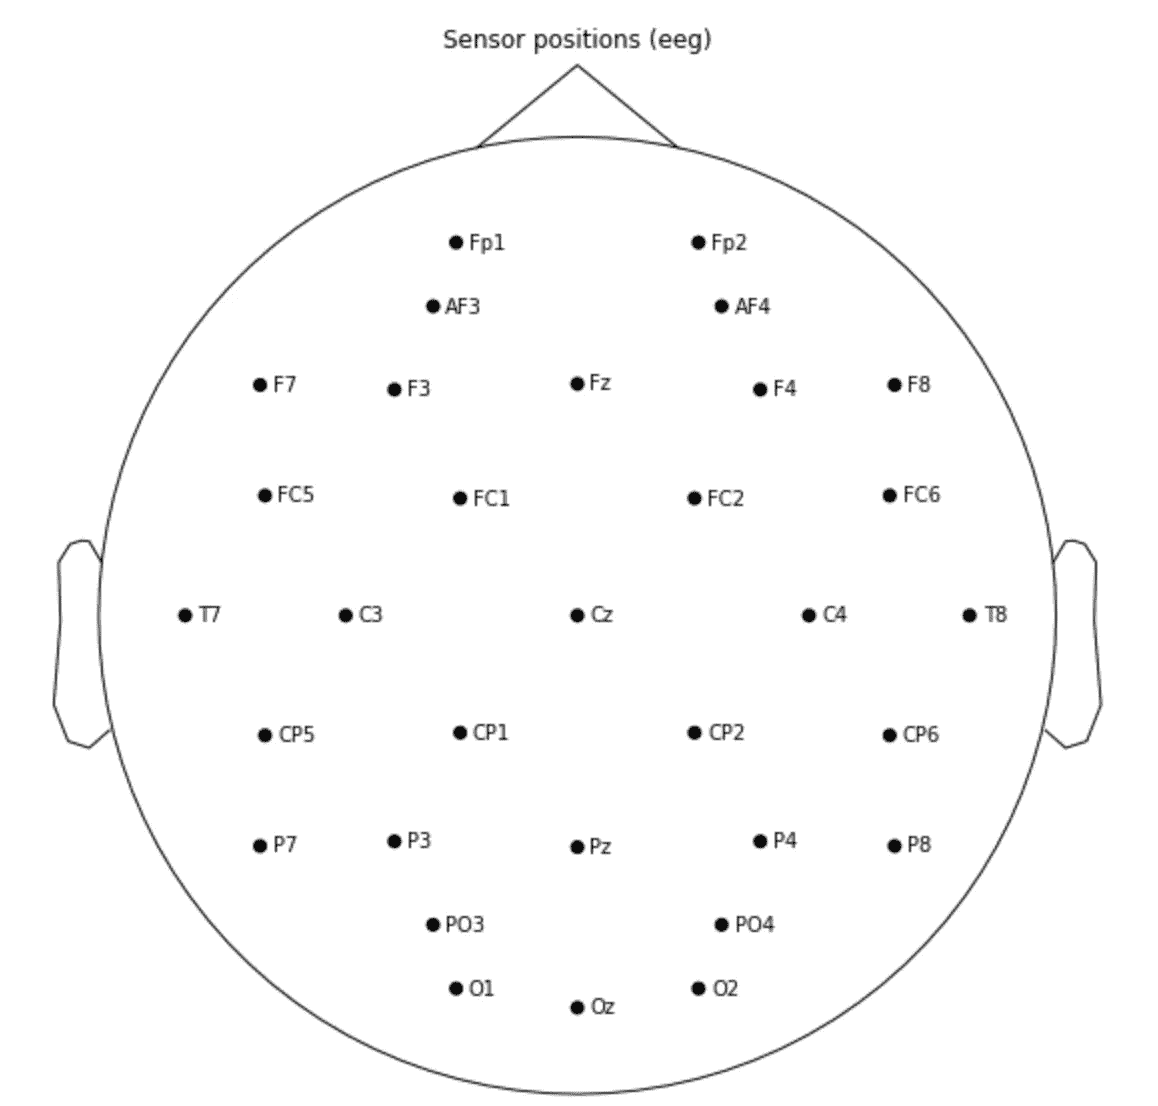 Sensor positions (eeg)
Fp1 Fp2
AF3 AF4
F7 F3 Fz F4 F8
FC5 FC1 FC2 FC6
T7 C3 Cz C4 T8
CP5 CP1 CP2 CP6
P7 P3 Pz P4 P8
PO3 PO4
O1 Oz O2